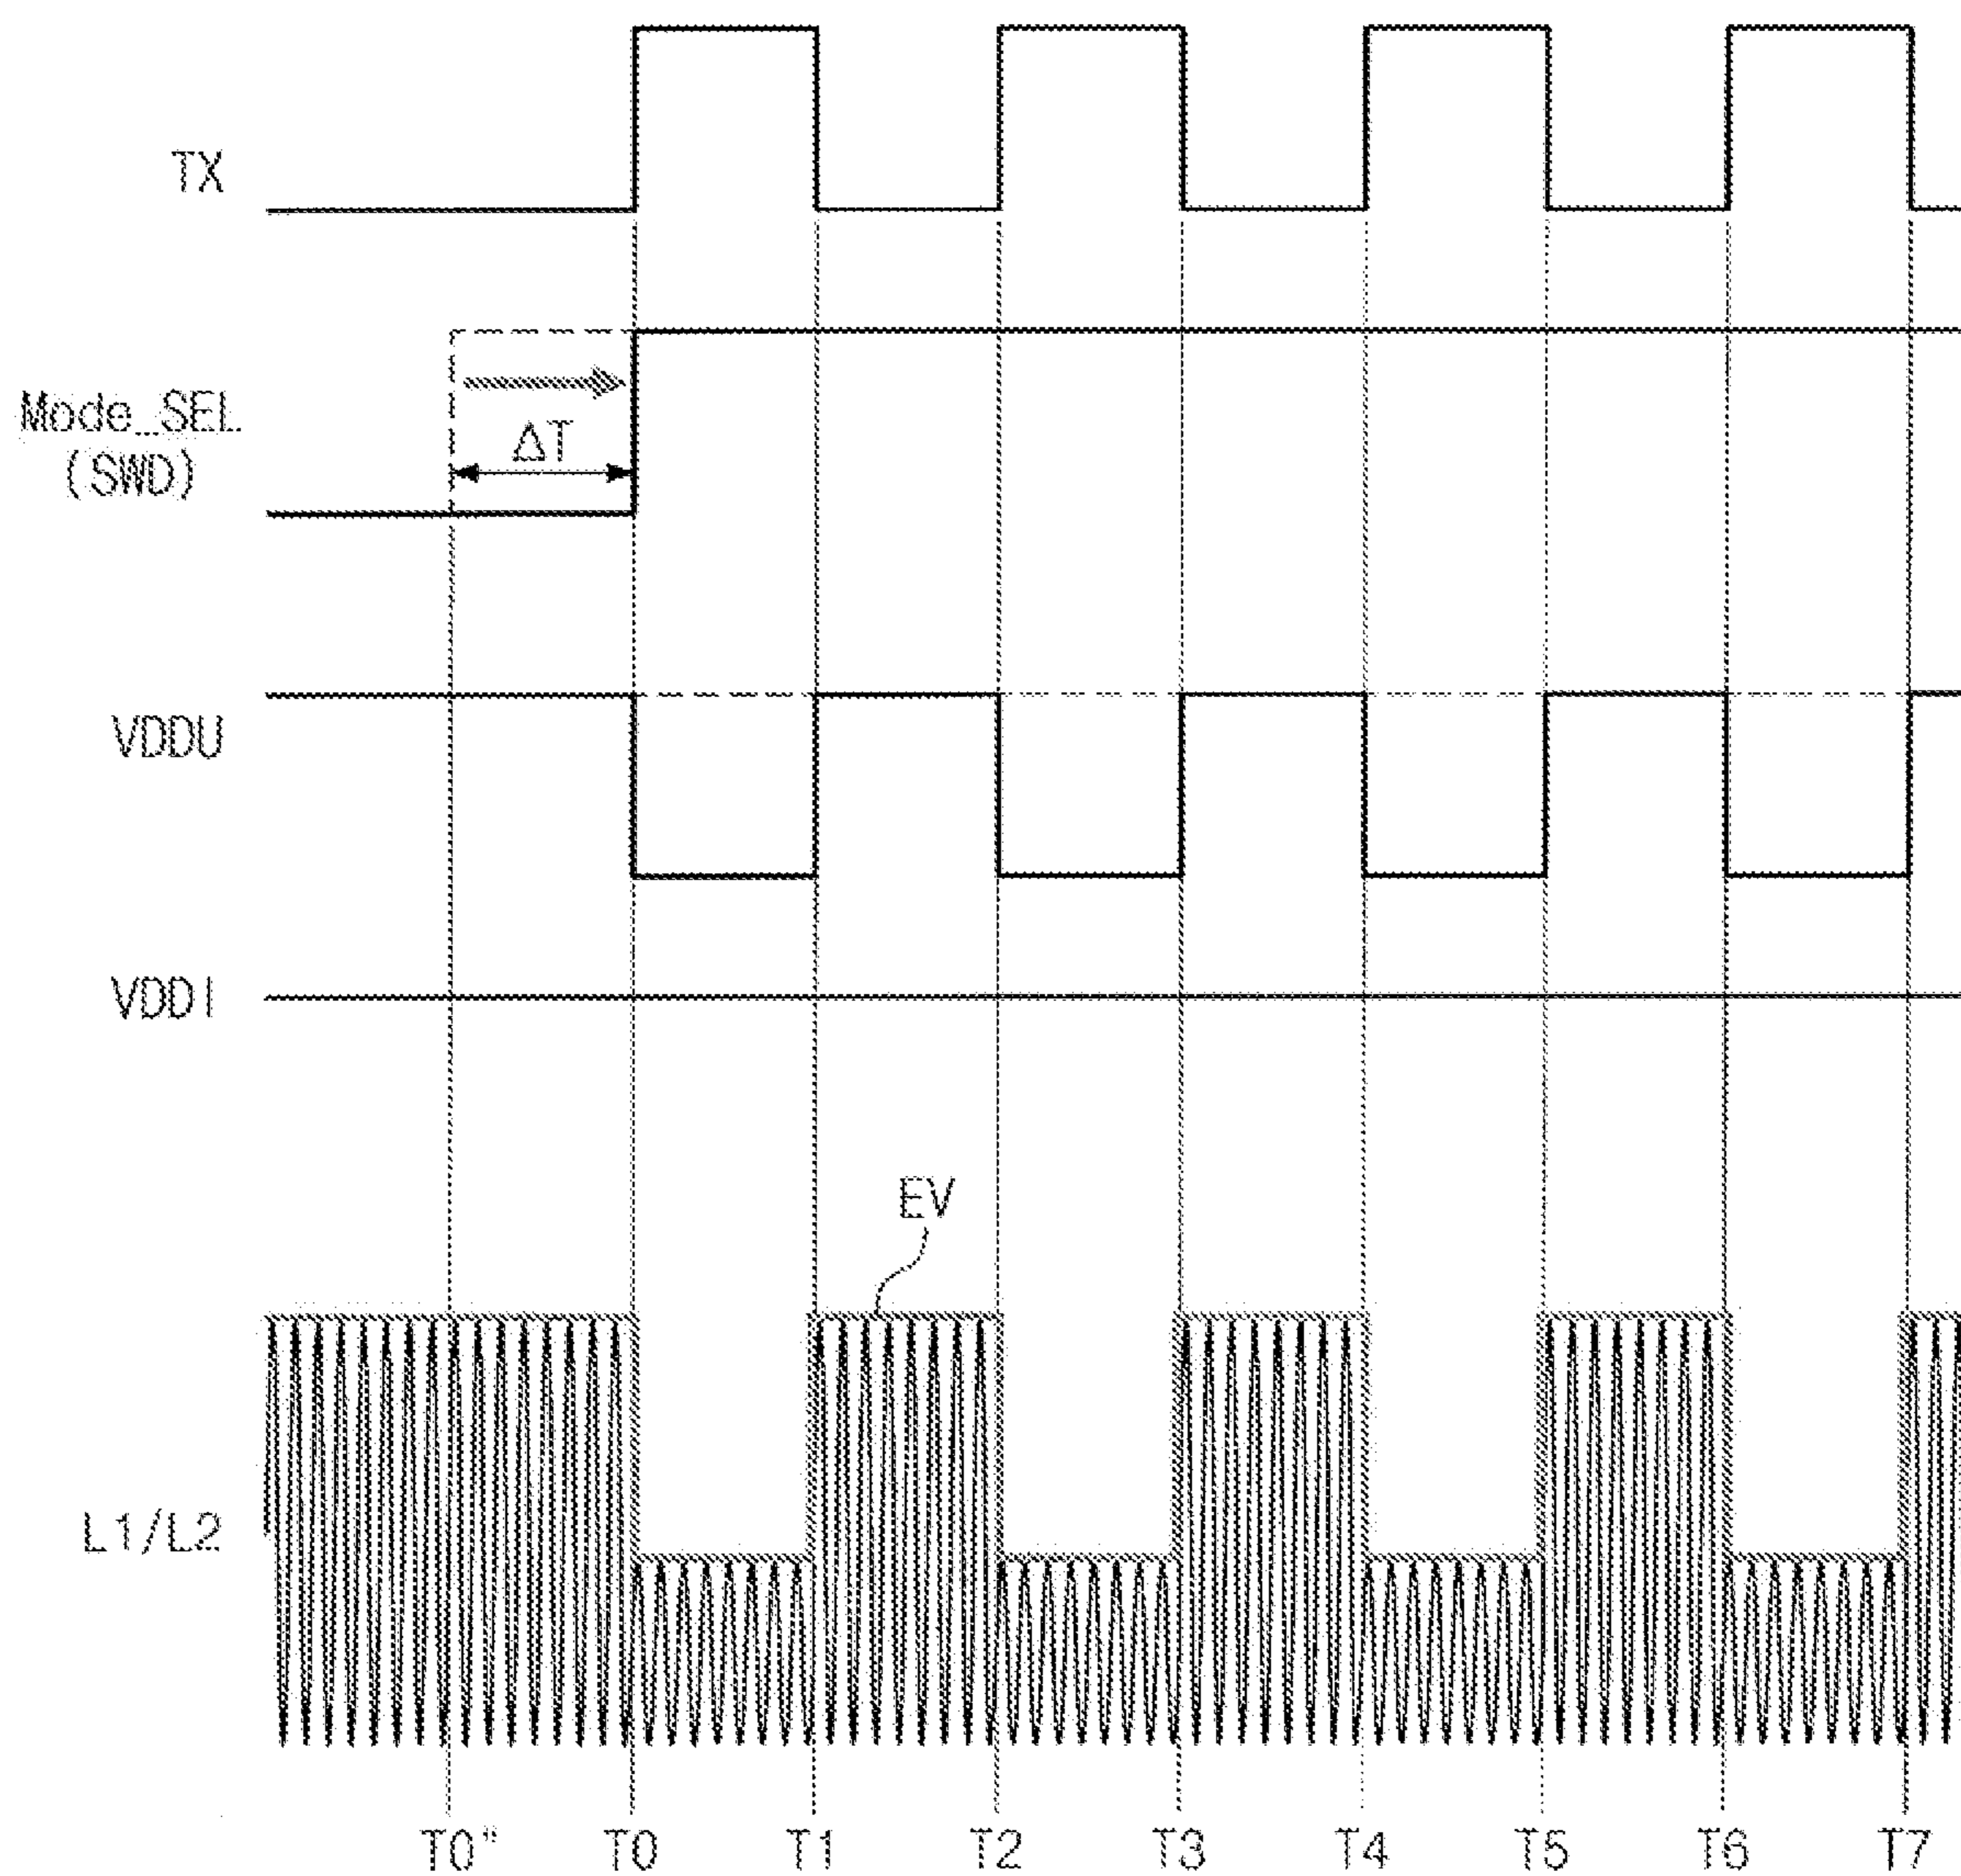 TX
Mode_SEL
(SWD)
ΔT
VDDU
VDDI
EV
L1/L2
T0" T0 T1 T2 T3 T4 T5 T6 T7